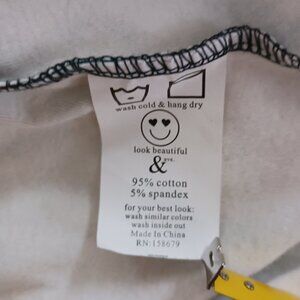 wash cold & hang dry
look beautiful
&
95% cotton
5% spandex
for your best look:
wash similar colors
wash inside out
Made In China
RN: 158679